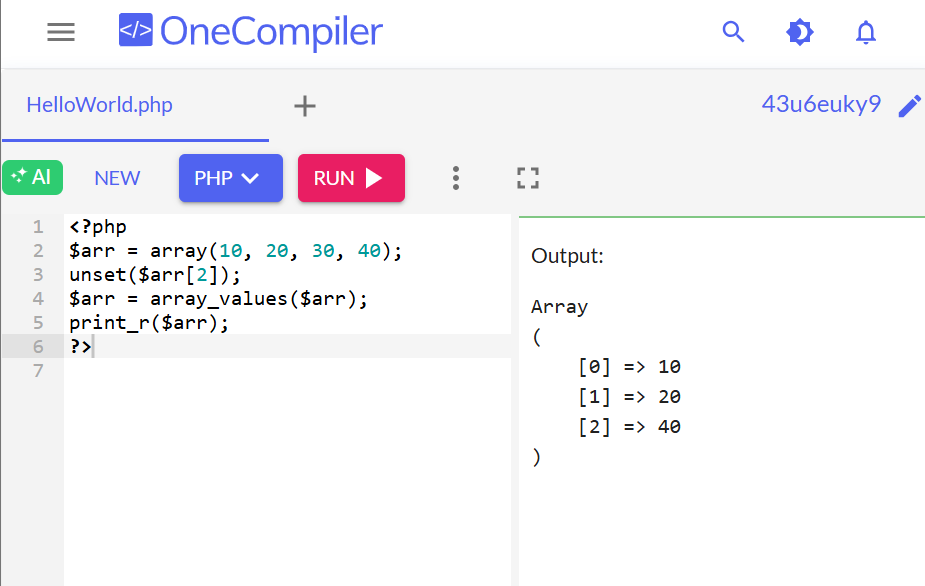 </> OneCompiler
HelloWorld.php +
43u6euky9
AI NEW PHP RUN
1 <?php
2 $arr = array(10, 20, 30, 40);
3 unset($arr[2]);
4 $arr = array_values($arr);
5 print_r($arr);
6 ?>
7
Output:
Array
(
    [0] => 10
    [1] => 20
    [2] => 40
)